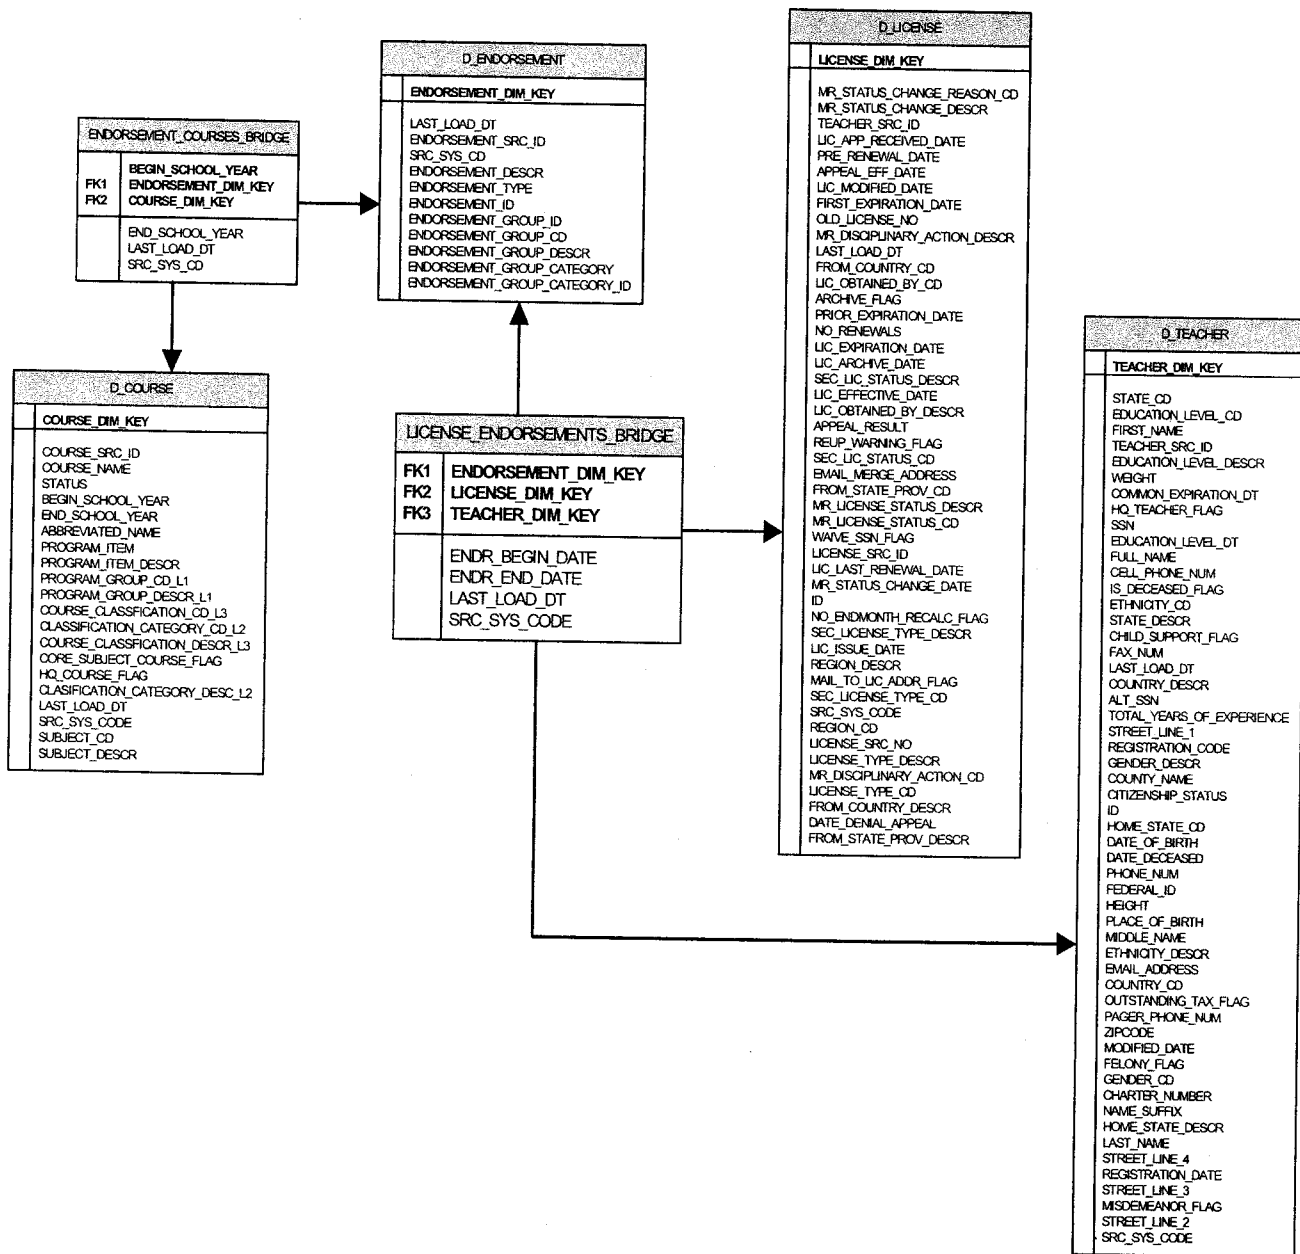 D_LICENSE
LICENSE_DIM_KEY
MR_STATUS_CHANGE_REASON_CD
MR_STATUS_CHANGE_DESCR
TEACHER_SRC_ID
LIC_APP_RECEIVED_DATE
PRE_RENEWAL_DATE
APPEAL_EFF_DATE
LIC_MODIFIED_DATE
FIRST_EXPIRATION_DATE
OLD_LICENSE_NO
MR_DISCIPLINARY_ACTION_DESCR
LAST_LOAD_DT
FROM_COUNTRY_CD
LIC_OBTAINED_BY_CD
ARCHIVE_FLAG
PRIOR_EXPIRATION_DATE
NO_RENEWALS
LIC_EXPIRATION_DATE
LIC_ARCHIVE_DATE
SEC_LIC_STATUS_DESCR
LIC_EFFECTIVE_DATE
LIC_OBTAINED_BY_DESCR
APPEAL_RESULT
REUP_WARNING_FLAG
SEC_LIC_STATUS_CD
EMAIL_MERGE_ADDRESS
FROM_STATE_PROV_CD
MR_LICENSE_STATUS_DESCR
MR_LICENSE_STATUS_CD
WAIVE_SSN_FLAG
LICENSE_SRC_ID
LIC_LAST_RENEWAL_DATE
MR_STATUS_CHANGE_DATE
ID
NO_ENDMONTH_RECALC_FLAG
SEC_LICENSE_TYPE_DESCR
LIC_ISSUE_DATE
REGION_DESCR
MAIL_TO_LIC_ADDR_FLAG
SEC_LICENSE_TYPE_CD
SRC_SYS_CODE
REGION_CD
LICENSE_SRC_NO
LICENSE_TYPE_DESCR
MR_DISCIPLINARY_ACTION_CD
LICENSE_TYPE_CD
FROM_COUNTRY_DESCR
DATE_DENIAL_APPEAL
FROM_STATE_PROV_DESCR
D_ENDORSEMENT
ENDORSEMENT_DIM_KEY
LAST_LOAD_DT
ENDORSEMENT_SRC_ID
SRC_SYS_CD
ENDORSEMENT_DESCR
ENDORSEMENT_TYPE
ENDORSEMENT_ID
ENDORSEMENT_GROUP_ID
ENDORSEMENT_GROUP_CD
ENDORSEMENT_GROUP_DESCR
ENDORSEMENT_GROUP_CATEGORY
ENDORSEMENT_GROUP_CATEGORY_ID
ENDORSEMENT_COURSES_BRIDGE
BEGIN_SCHOOL_YEAR
FK1 ENDORSEMENT_DIM_KEY
FK2 COURSE_DIM_KEY
END_SCHOOL_YEAR
LAST_LOAD_DT
SRC_SYS_CD
D_COURSE
COURSE_DIM_KEY
COURSE_SRC_ID
COURSE_NAME
STATUS
BEGIN_SCHOOL_YEAR
END_SCHOOL_YEAR
ABBREVIATED_NAME
PROGRAM_ITEM
PROGRAM_ITEM_DESCR
PROGRAM_GROUP_CD_L1
PROGRAM_GROUP_DESCR_L1
COURSE_CLASSFICATION_CD_L3
CLASSIFICATION_CATEGORY_CD_L2
COURSE_CLASSFICATION_DESCR_L3
CORE_SUBJECT_COURSE_FLAG
HQ_COURSE_FLAG
CLASIFICATION_CATEGORY_DESC_L2
LAST_LOAD_DT
SRC_SYS_CODE
SUBJECT_CD
SUBJECT_DESCR
LICENSE_ENDORSEMENTS_BRIDGE
FK1 ENDORSEMENT_DIM_KEY
FK2 LICENSE_DIM_KEY
FK3 TEACHER_DIM_KEY
ENDR_BEGIN_DATE
ENDR_END_DATE
LAST_LOAD_DT
SRC_SYS_CODE
D_TEACHER
TEACHER_DIM_KEY
STATE_CD
EDUCATION_LEVEL_CD
FIRST_NAME
TEACHER_SRC_ID
EDUCATION_LEVEL_DESCR
WEIGHT
COMMON_EXPIRATION_DT
HQ_TEACHER_FLAG
SSN
EDUCATION_LEVEL_DT
FULL_NAME
CELL_PHONE_NUM
IS_DECEASED_FLAG
ETHNICITY_CD
STATE_DESCR
CHILD_SUPPORT_FLAG
FAX_NUM
LAST_LOAD_DT
COUNTRY_DESCR
ALT_SSN
TOTAL_YEARS_OF_EXPERIENCE
STREET_LINE_1
REGISTRATION_CODE
GENDER_DESCR
COUNTY_NAME
CITIZENSHIP_STATUS
ID
HOME_STATE_CD
DATE_OF_BIRTH
DATE_DECEASED
PHONE_NUM
FEDERAL_ID
HEIGHT
PLACE_OF_BIRTH
MIDDLE_NAME
ETHNICITY_DESCR
EMAIL_ADDRESS
COUNTRY_CD
OUTSTANDING_TAX_FLAG
PAGER_PHONE_NUM
ZIPCODE
MODIFIED_DATE
FELONY_FLAG
GENDER_CD
CHARTER_NUMBER
NAME_SUFFIX
HOME_STATE_DESCR
LAST_NAME
STREET_LINE_4
REGISTRATION_DATE
STREET_LINE_3
MISDEMEANOR_FLAG
STREET_LINE_2
SRC_SYS_CODE